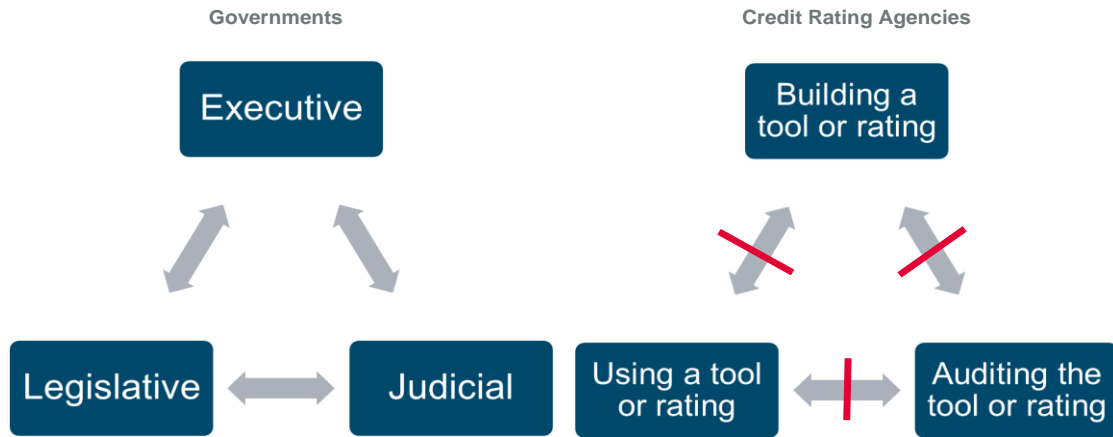 Governments
Credit Rating Agencies
Executive
Building a
tool or rating
Legislative
Judicial
Using a tool
or rating
Auditing the
tool or rating